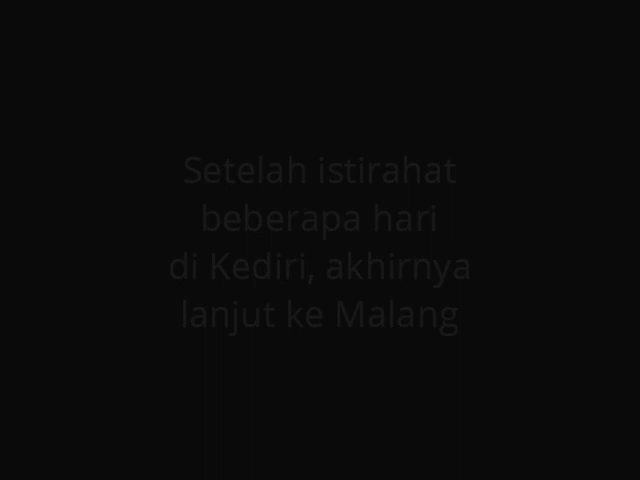 Setelah istirahat
beberapa hari
di Kediri, akhirnya
lanjut ke Malang